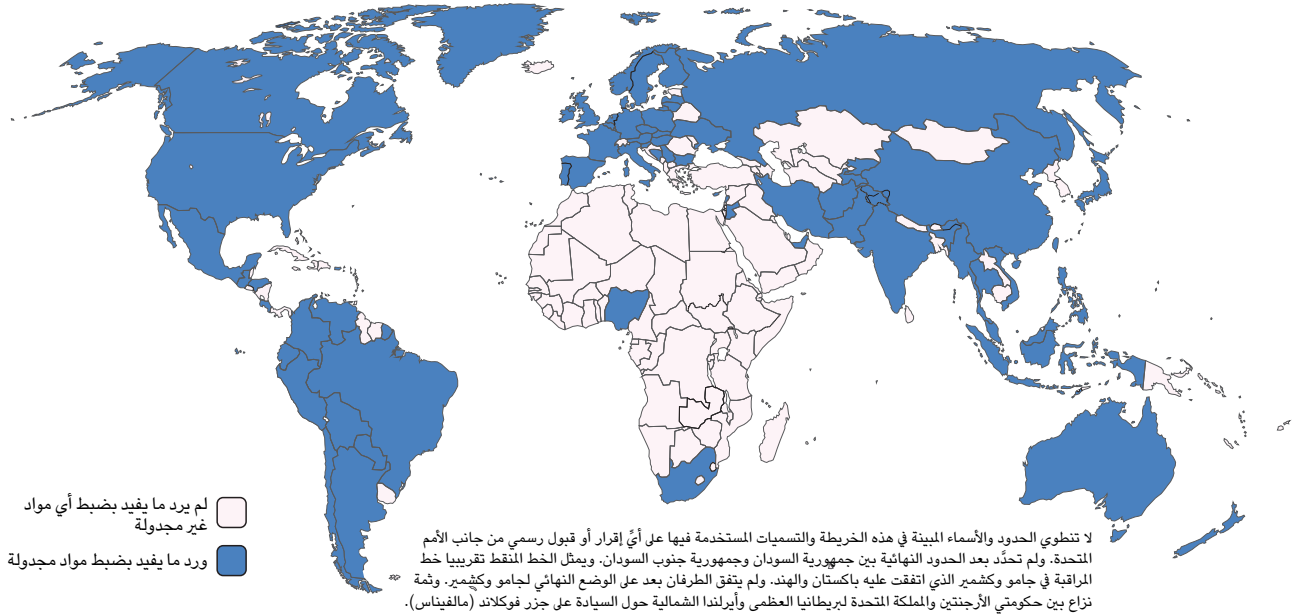 لم يرد ما يفيد بضبط أي مواد
غير مجدولة
ورد ما يفيد بضبط مواد مجدولة
لا تنطوي الحدود والأسماء المبينة في هذه الخريطة والتسميات المستخدمة فيها على أيِّ إقرار أو قبول رسمي من جانب الأمم
المتحدة. ولم تحدَّد بعد الحدود النهائية بين جمهورية السودان وجمهورية جنوب السودان. ويمثل الخط المنقط تقريبيا خط
المراقبة في جامو وكشمير الذي اتفقت عليه باكستان والهند. ولم يتفق الطرفان بعد على الوضع النهائي لجامو وكشمير. وثمة
نزاع بين حكومتي الأرجنتين والمملكة المتحدة لبريطانيا العظمى وأيرلندا الشمالية حول السيادة على جزر فوكلاند (مالفيناس).